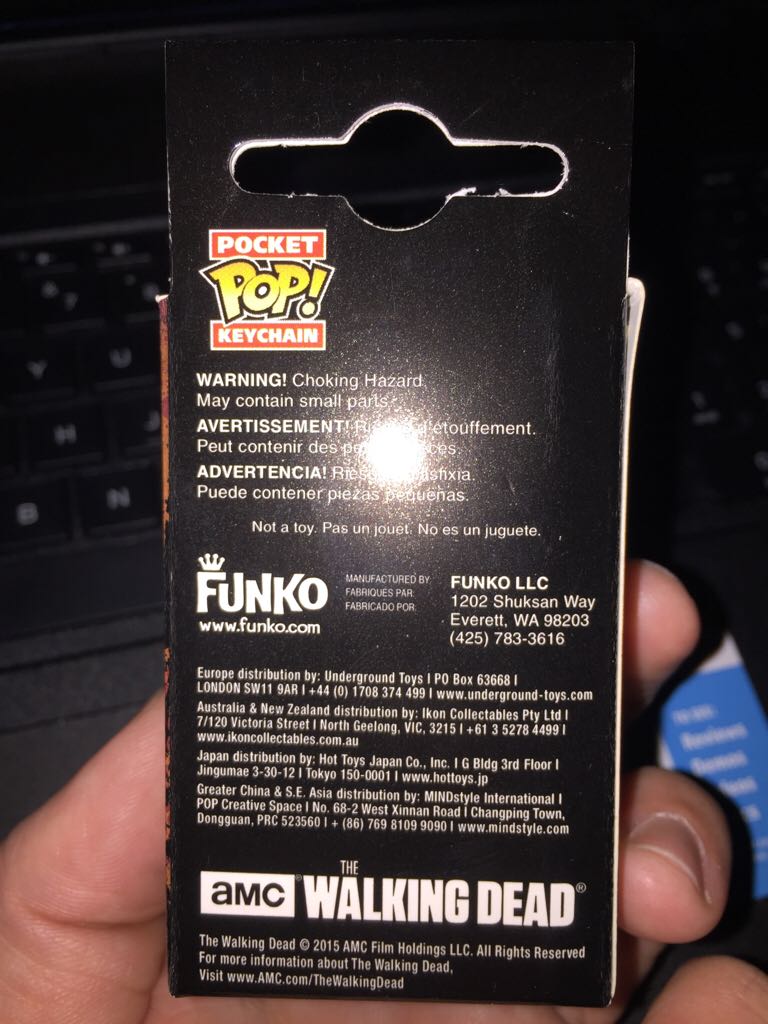 POCKET
POP!
KEYCHAIN
WARNING! Choking Hazard
May contain small parts.
AVERTISSEMENT! d'étouffement.
Peut contenir des
ADVERTENCIA!
Puede contener piezas pequeñas.
Not a toy. Pas un jouet. No es un juguete.
FUNKO
www.funko.com
MANUFACTURED BY:
FABRIQUÉS PAR:
FABRICADO POR:
FUNKO LLC
1202 Shuksan Way
Everett, WA 98203
(425) 783-3616
Europe distribution by: Underground Toys | PO Box 63668 |
LONDON SW11 9AR | +44 (0) 1708 374 499 | www.underground-toys.com
Australia & New Zealand distribution by: Ikon Collectables Pty Ltd |
7/120 Victoria Street | North Geelong, VIC, 3215 | +61 3 5278 4499 |
www.ikoncollectables.com.au
Japan distribution by: Hot Toys Japan Co., Inc. | G Bldg 3rd Floor |
Jingumae 3-30-12 | Tokyo 150-0001 | www.hottoys.jp
Greater China & S.E. Asia distribution by: MINDstyle International |
POP Creative Space | No. 68-2 West Xinnan Road | Changping Town,
Dongguan, PRC 523560 | + (86) 769 8109 9090 | www.mindstyle.com
amc THE WALKING DEAD®
The Walking Dead © 2015 AMC Film Holdings LLC. All Rights Reserved
For more information about The Walking Dead,
Visit www.AMC.com/TheWalkingDead
Y
U
H
B
N
Reviews